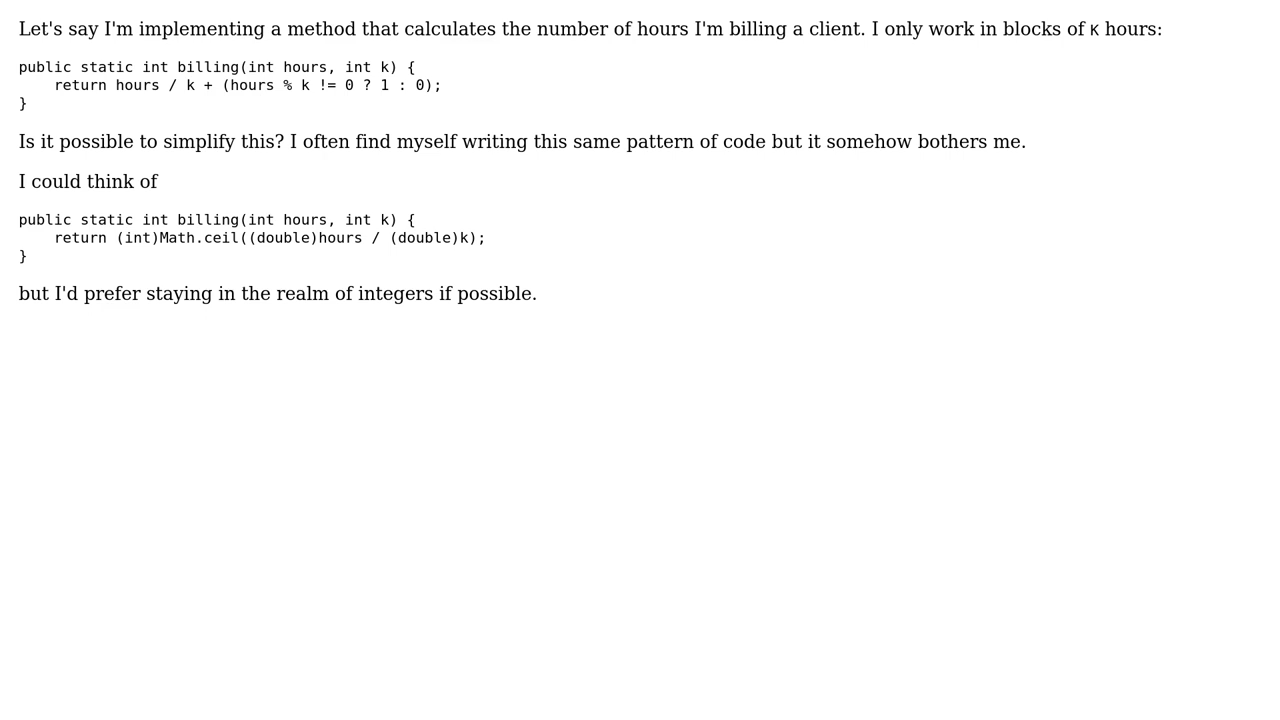 Let's say I'm implementing a method that calculates the number of hours I'm billing a client. I only work in blocks of K hours:
public static int billing(int hours, int k) {
    return hours / k + (hours % k != 0 ? 1 : 0);
}
Is it possible to simplify this? I often find myself writing this same pattern of code but it somehow bothers me.
I could think of
public static int billing(int hours, int k) {
    return (int)Math.ceil((double)hours / (double)k);
}
but I'd prefer staying in the realm of integers if possible.